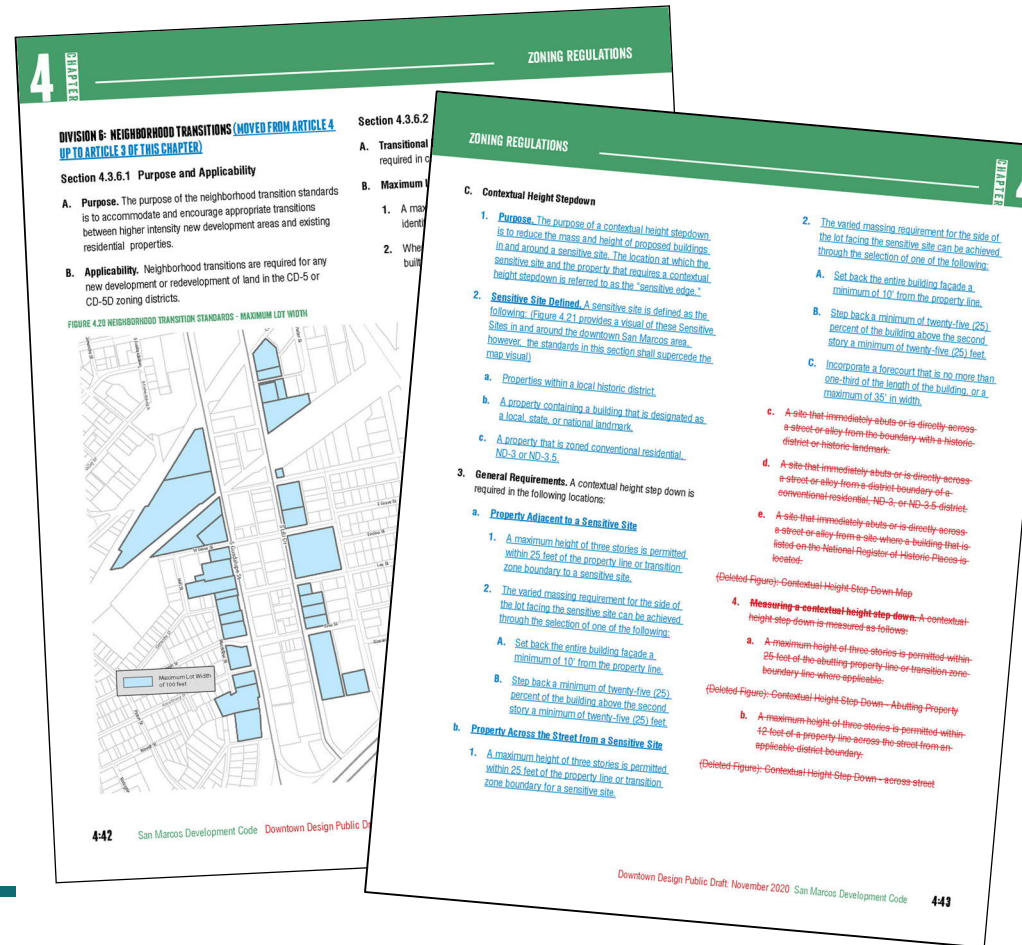 4
CHAPTER
ZONING REGULATIONS
DIVISION 6: NEIGHBORHOOD TRANSITIONS (MOVED FROM ARTICLE 4
UP TO ARTICLE 3 OF THIS CHAPTER)
Section 4.3.6.1 Purpose and Applicability
A. Purpose. The purpose of the neighborhood transition standards
is to accommodate and encourage appropriate transitions
between higher intensity new development areas and existing
residential properties.
B. Applicability. Neighborhood transitions are required for any
new development or redevelopment of land in the CD-5 or
CD-5D zoning districts.
FIGURE 4.20 NEIGHBORHOOD TRANSITION STANDARDS - MAXIMUM LOT WIDTH
S Guadalupe St
S LBJ Dr
Maximum Lot Width
of 100 feet
Section 4.3.6.2
A. Transitional
required in c
B. Maximum
1. A max
identi
2. Whe
built
4:42 San Marcos Development Code Downtown Design Public Dr
ZONING REGULATIONS
CHAPTER
C. Contextual Height Stepdown
1. Purpose. The purpose of a contextual height stepdown
is to reduce the mass and height of proposed buildings
in and around a sensitive site. The location at which the
sensitive site and the property that requires a contextual
height stepdown is referred to as the "sensitive edge."
2. Sensitive Site Defined. A sensitive site is defined as the
following: (Figure 4.21 provides a visual of these Sensitive
Sites in and around the downtown San Marcos area,
however, the standards in this section shall supercede the
map visual)
a. Properties within a local historic district.
b. A property containing a building that is designated as
a local, state, or national landmark.
c. A property that is zoned conventional residential,
ND-3 or ND-3.5.
3. General Requirements. A contextual height step down is
required in the following locations:
a. Property Adjacent to a Sensitive Site
1. A maximum height of three stories is permitted
within 25 feet of the property line or transition
zone boundary to a sensitive site.
2. The varied massing requirement for the side of
the lot facing the sensitive site can be achieved
through the selection of one of the following:
A. Set back the entire building façade a
minimum of 10' from the property line.
B. Step back a minimum of twenty-five (25)
percent of the building above the second
story a minimum of twenty-five (25) feet.
b. Property Across the Street from a Sensitive Site
1. A maximum height of three stories is permitted
within 25 feet of the property line or transition
zone boundary for a sensitive site.
2. The varied massing requirement for the side of
the lot facing the sensitive site can be achieved
through the selection of one of the following:
A. Set back the entire building façade a
minimum of 10' from the property line.
B. Step back a minimum of twenty-five (25)
percent of the building above the second
story a minimum of twenty-five (25) feet.
C. Incorporate a forecourt that is no more than
one-third of the length of the building, or a
maximum of 35' in width.
c. A site that immediately abuts or is directly across
a street or alley from the boundary with a historic
district or historic landmark.
d. A site that immediately abuts or is directly across
a street or alley from a district boundary of a
conventional residential, ND-3, or ND-3.5 district.
e. A site that immediately abuts or is directly across
a street or alley from a site where a building that is
listed on the National Register of Historic Places is
located.
(Deleted Figure): Contextual Height Step Down Map
4. Measuring a contextual height step down. A contextual
height step down is measured as follows:
a. A maximum height of three stories is permitted within
25 feet of the abutting property line or transition zone
boundary line where applicable.
(Deleted Figure): Contextual Height Step Down - Abutting Property
b. A maximum height of three stories is permitted within
12 feet of a property line across the street from an
applicable district boundary.
(Deleted Figure): Contextual Height Step Down - across street
Downtown Design Public Draft: November 2020 San Marcos Development Code 4:43